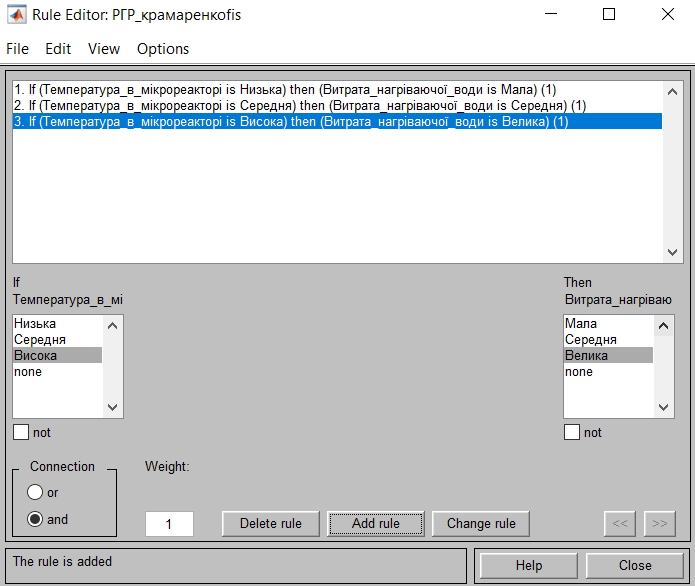 Rule Editor: РГР_крамаренкоfis
File Edit View Options
1. If (Температура_в_мікрореакторі is Низька) then (Витрата_нагріваючої_води is Мала) (1)
2. If (Температура_в_мікрореакторі is Середня) then (Витрата_нагріваючої_води is Середня) (1)
3. If (Температура_в_мікрореакторі is Висока) then (Витрата_нагріваючої_води is Велика) (1)
If
Температура_в_мі
Низька
Середня
Висока
none
not
Then
Витрата_нагріваю
Мала
Середня
Велика
none
not
Connection
or
and
Weight:
1
Delete rule
Add rule
Change rule
<<
>>
The rule is added
Help
Close